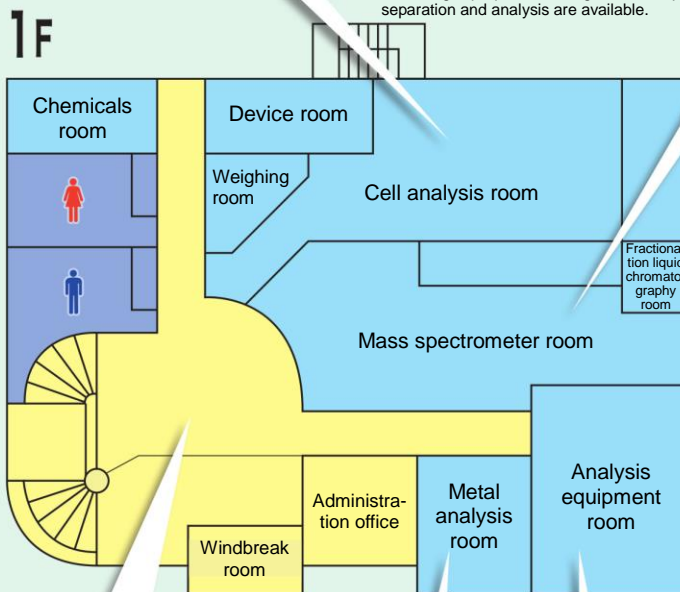 separation and analysis are available.
1F
Chemicals
room
Device room
Weighing
room
Cell analysis room
Fractiona-
tion liquid
chromato-
graphy
room
Mass spectrometer room
Analysis
equipment
room
Metal
analysis
room
Administra-
tion office
Windbreak
room